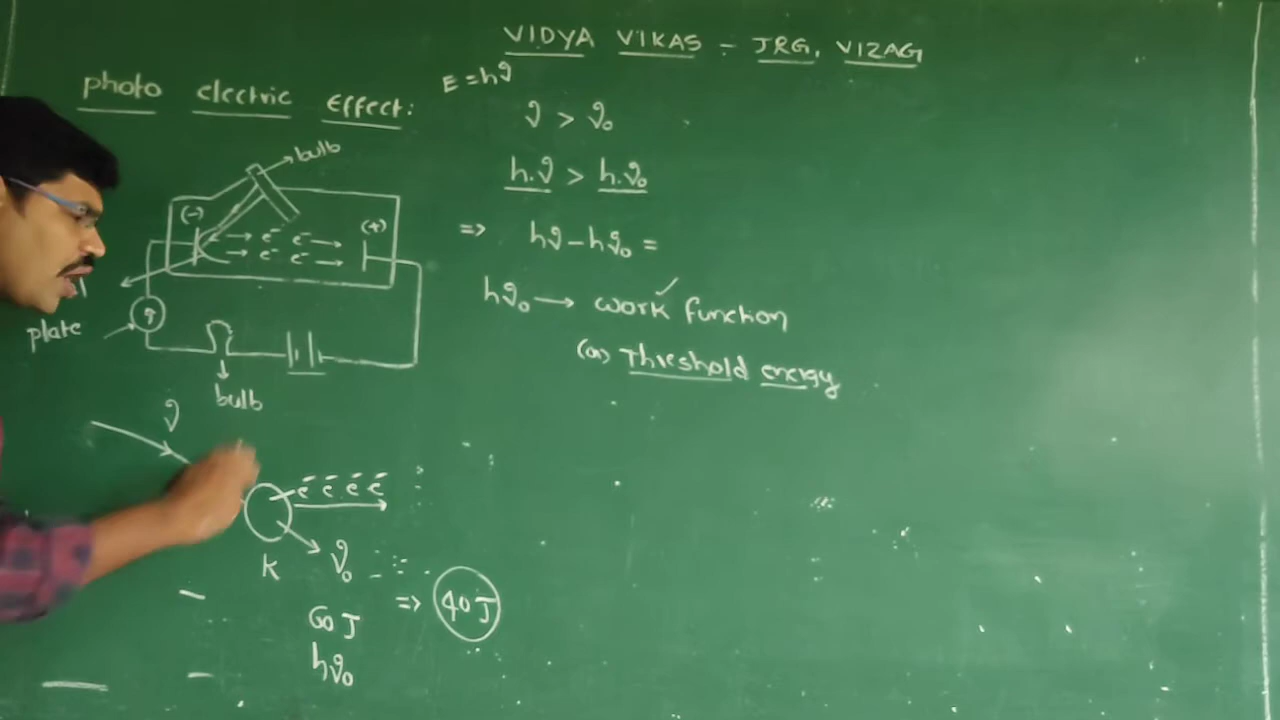 VIDYA VIKAS - JRG, VIZAG
photo electric Effect:
E = hϑ
ϑ > ϑ₀
h.ϑ > h.ϑ₀
=> hϑ - hϑ₀ =
hϑ₀ → work function
(or) Threshold energy
bulb
(-) (+)
→ e⁻ e⁻ →
→ e⁻ e⁻ →
plate
bulb
ϑ
e⁻ e⁻ e⁻ e⁻
K
ϑ₀
60 J => 40 J
hϑ₀